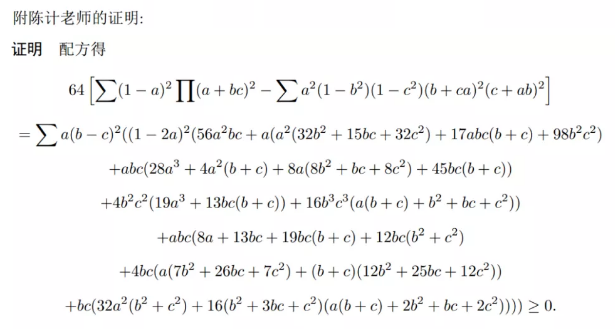 附陈计老师的证明:
证明 配方得
64 [∑(1 − a)²∏(a + bc)² − ∑a²(1 − b²)(1 − c²)(b + ca)²(c + ab)²]
= ∑a(b − c)²((1 − 2a)²(56a²bc + a(a²(32b² + 15bc + 32c²) + 17abc(b + c) + 98b²c²)
+abc(28a³ + 4a²(b + c) + 8a(8b² + bc + 8c²) + 45bc(b + c))
+4b²c²(19a³ + 13bc(b + c)) + 16b³c³(a(b + c) + b² + bc + c²))
+abc(8a + 13bc + 19bc(b + c) + 12bc(b² + c²)
+4bc(a(7b² + 26bc + 7c²) + (b + c)(12b² + 25bc + 12c²))
+bc(32a²(b² + c²) + 16(b² + 3bc + c²)(a(b + c) + 2b² + bc + 2c²)))) ≥ 0.